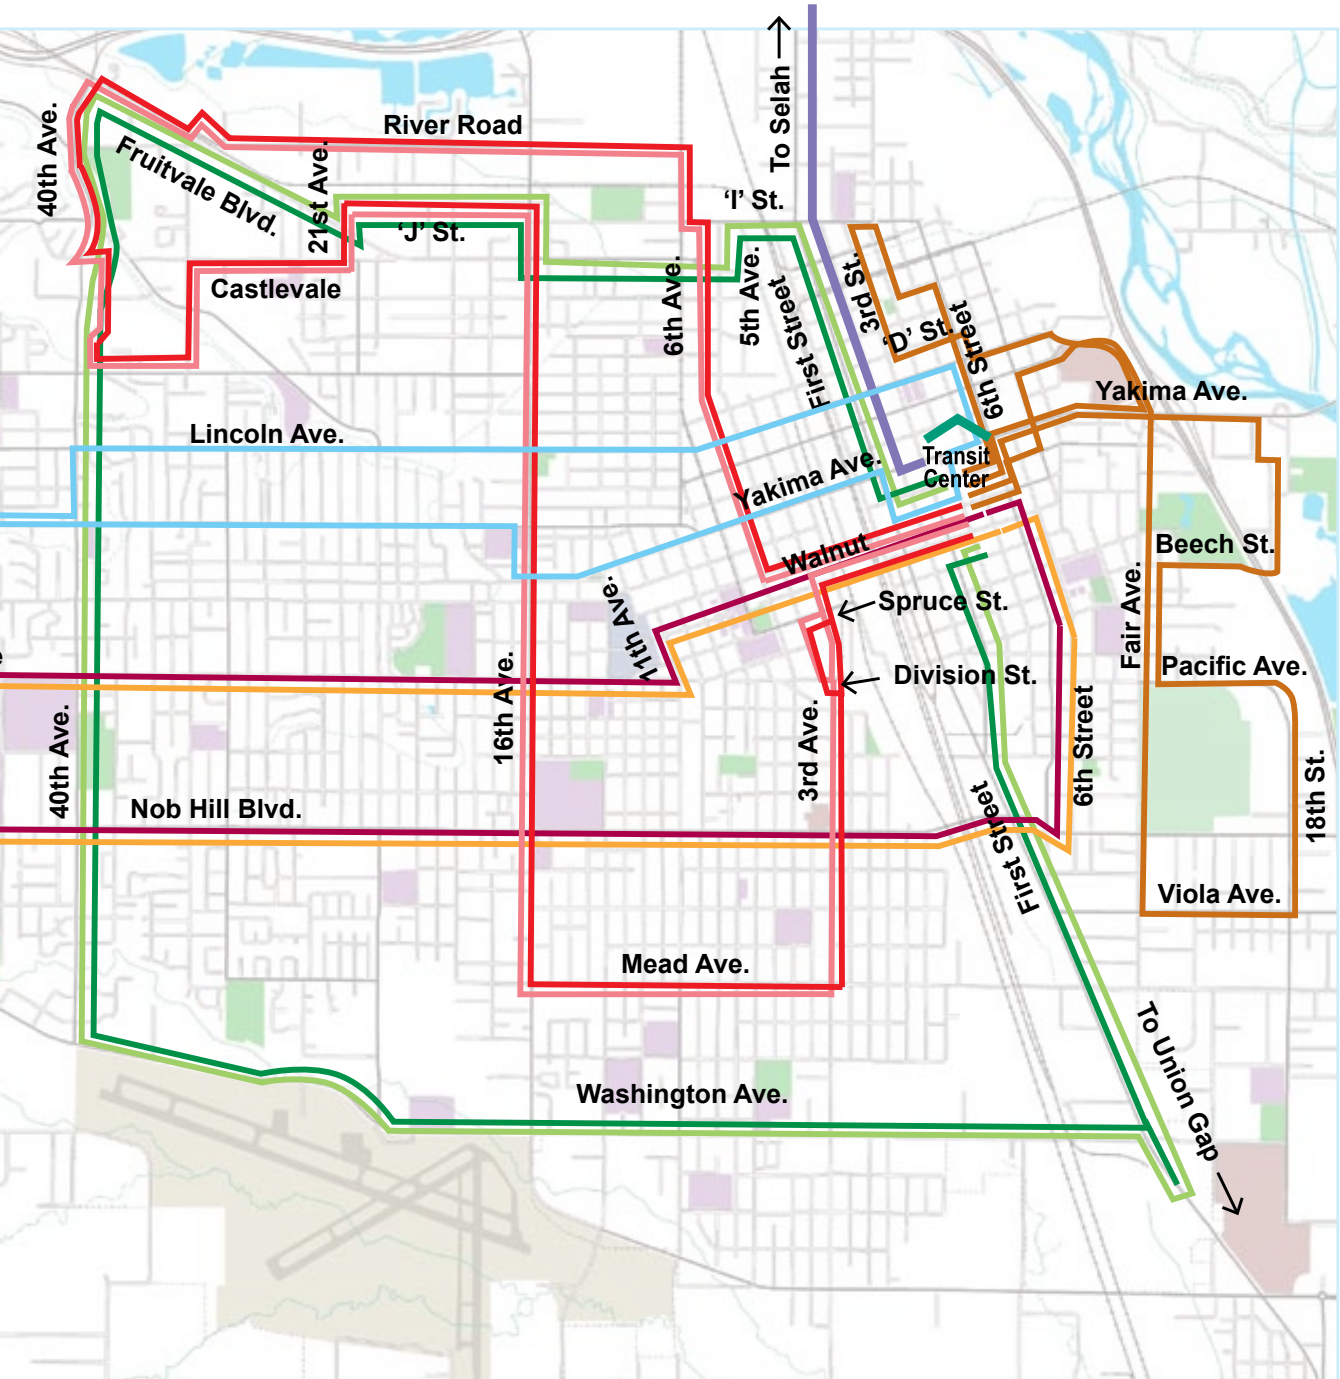 To Selah
40th Ave.
River Road
Fruitvale Blvd.
21st Ave.
'J' St.
'I' St.
Castlevale
6th Ave.
5th Ave.
First Street
3rd St.
'D' St.
6th Street
Yakima Ave.
Lincoln Ave.
Transit
Center
Yakima Ave.
Walnut
Beech St.
11th Ave.
Spruce St.
Fair Ave.
Pacific Ave.
Division St.
16th Ave.
40th Ave.
3rd Ave.
6th Street
18th St.
Nob Hill Blvd.
First Street
Viola Ave.
Mead Ave.
To Union Gap
Washington Ave.